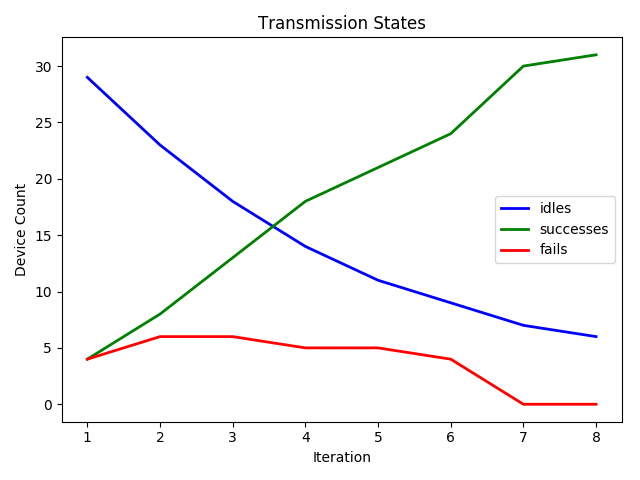 Transmission States
30
25
20
15
10
5
0
Device Count
idles
successes
fails
1 2 3 4 5 6 7 8
Iteration